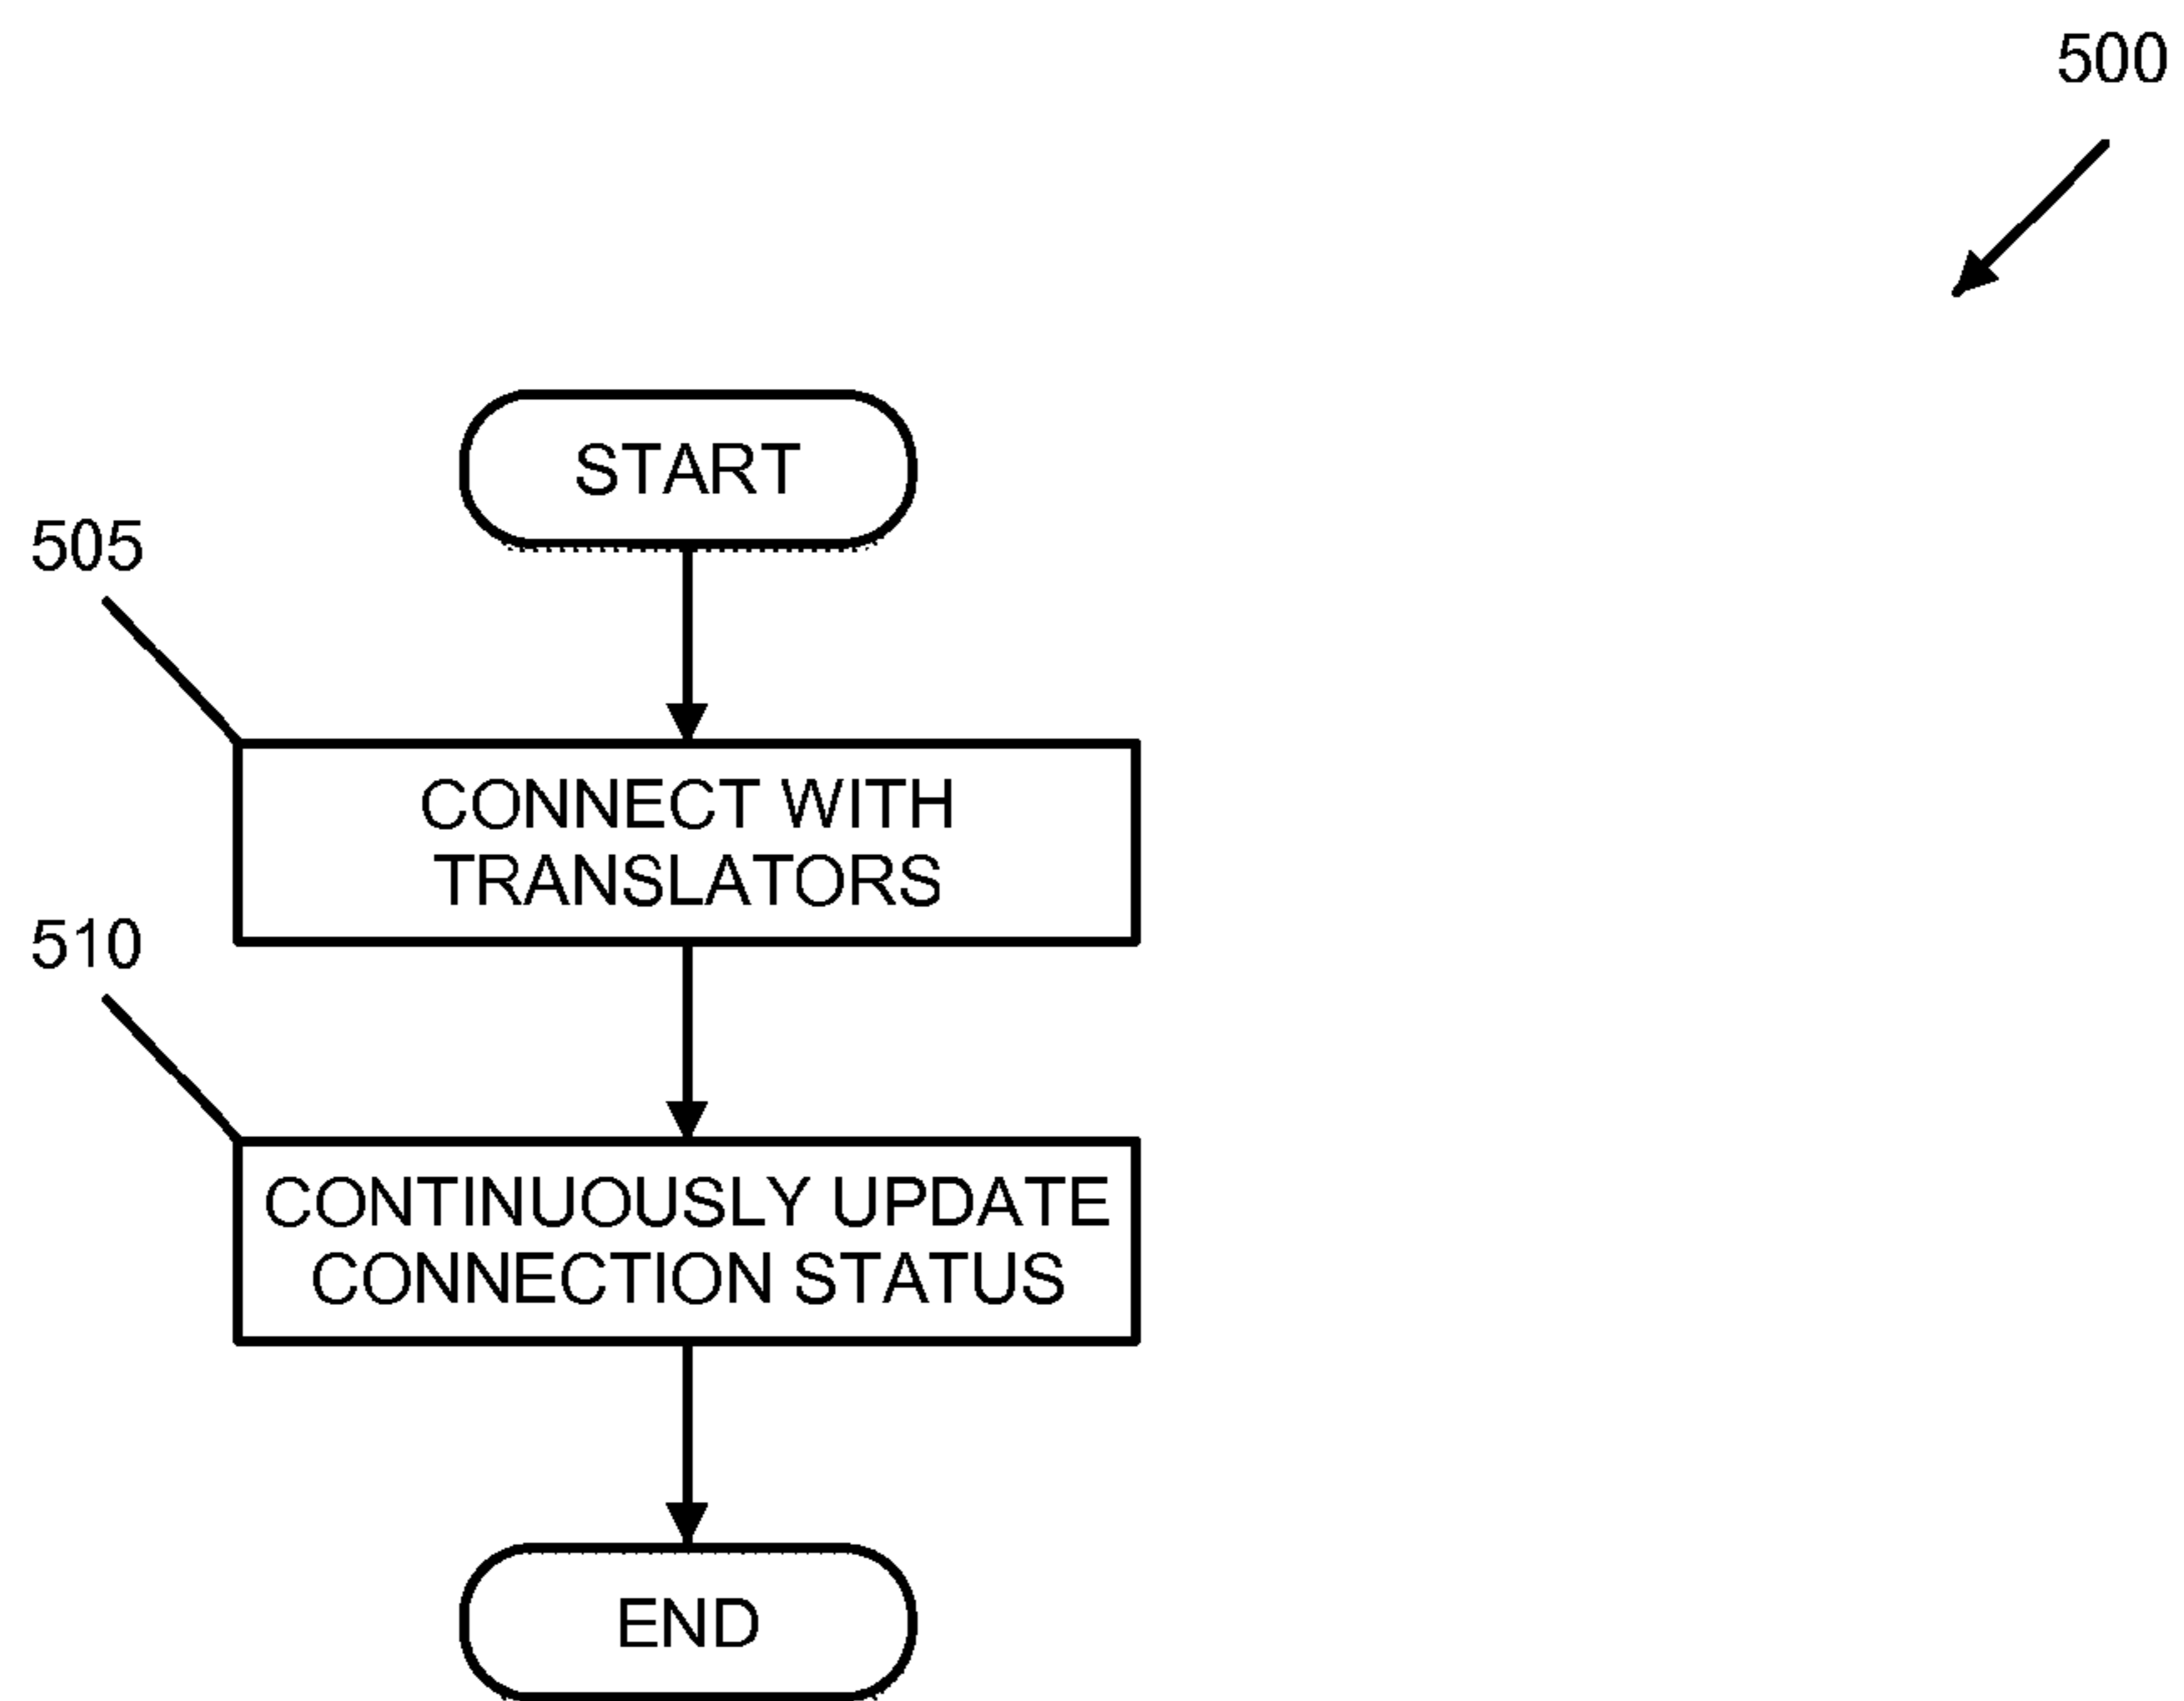 500
START
505
CONNECT WITH
TRANSLATORS
510
CONTINUOUSLY UPDATE
CONNECTION STATUS
END